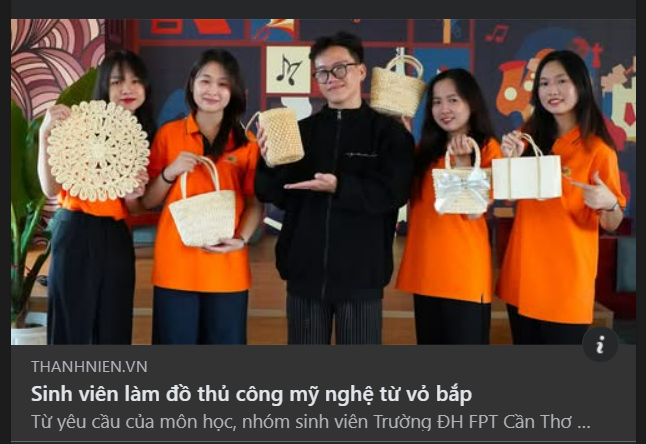 THANHNIEN.VN
Sinh viên làm đồ thủ công mỹ nghệ từ vỏ bắp
Từ yêu cầu của môn học, nhóm sinh viên Trường ĐH FPT Cần Thơ ...